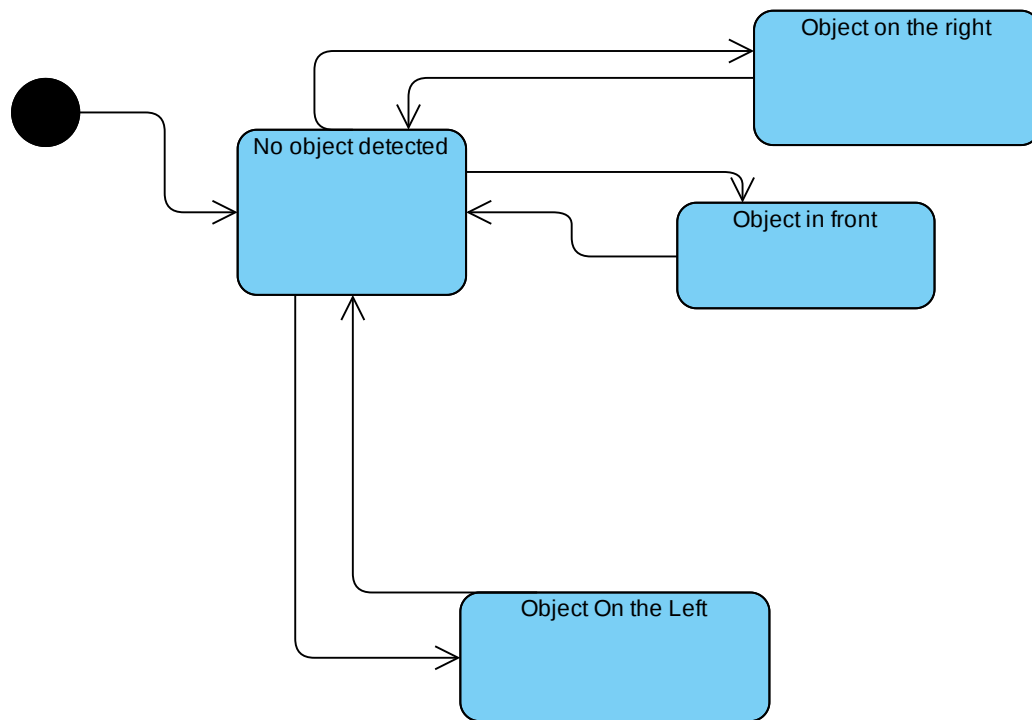 Object on the right
No object detected
Object in front
Object On the Left